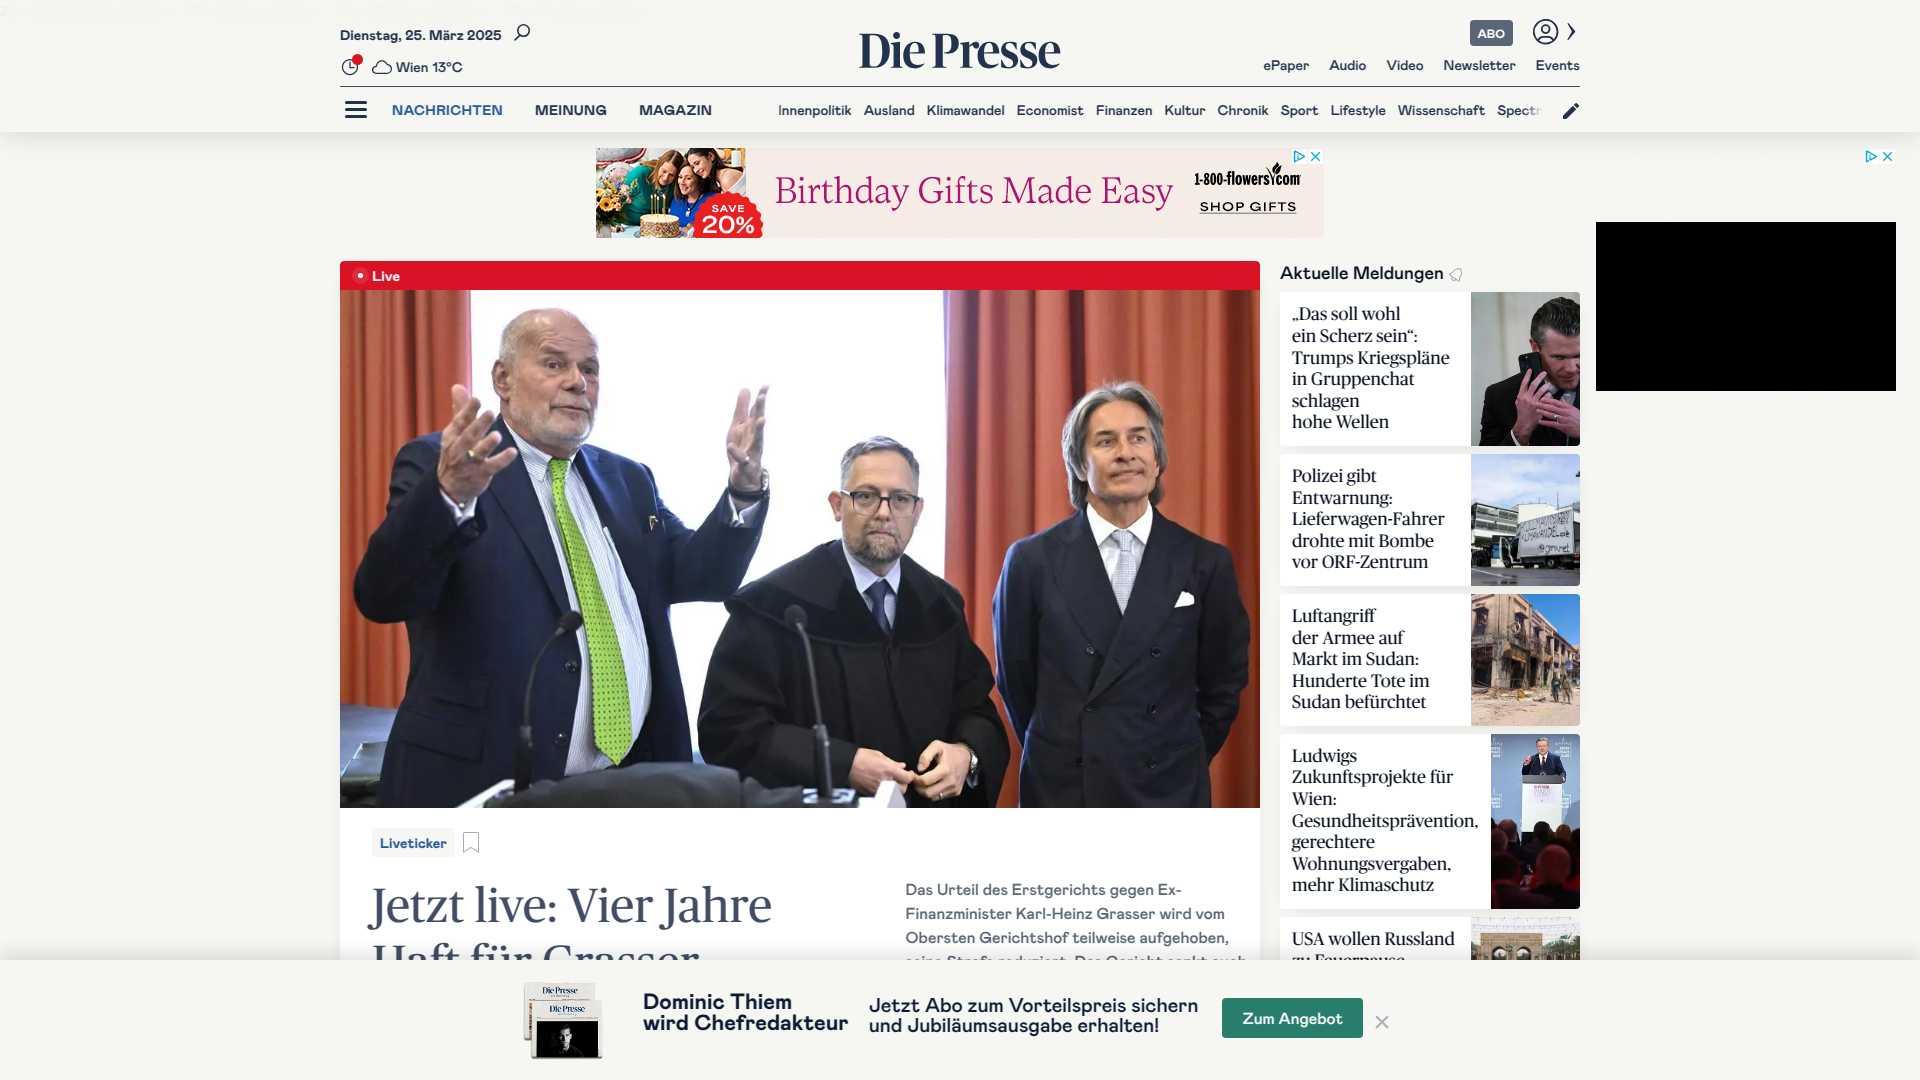 Dienstag, 25. März 2025
Wien 13°C
Die Presse
ABO
ePaper Audio Video Newsletter Events
NACHRICHTEN MEINUNG MAGAZIN
Innenpolitik Ausland Klimawandel Economist Finanzen Kultur Chronik Sport Lifestyle Wissenschaft
SAVE
20%
Birthday Gifts Made Easy
1-800-flowers.com
SHOP GIFTS
Live
Liveticker
Jetzt live: Vier Jahre
Haft für Grasser
Das Urteil des Erstgerichts gegen Ex-
Finanzminister Karl-Heinz Grasser wird vom
Obersten Gerichtshof teilweise aufgehoben,
Aktuelle Meldungen
„Das soll wohl
ein Scherz sein“:
Trumps Kriegspläne
in Gruppenchat
schlagen
hohe Wellen
Polizei gibt
Entwarnung:
Lieferwagen-Fahrer
drohte mit Bombe
vor ORF-Zentrum
Luftangriff
der Armee auf
Markt im Sudan:
Hunderte Tote im
Sudan befürchtet
Ludwigs
Zukunftsprojekte für
Wien:
Gesundheitsprävention,
gerechtere
Wohnungsvergaben,
mehr Klimaschutz
USA wollen Russland
Die Presse
Die Presse
Dominic Thiem
wird Chefredakteur
Jetzt Abo zum Vorteilspreis sichern
und Jubiläumsausgabe erhalten!
Zum Angebot